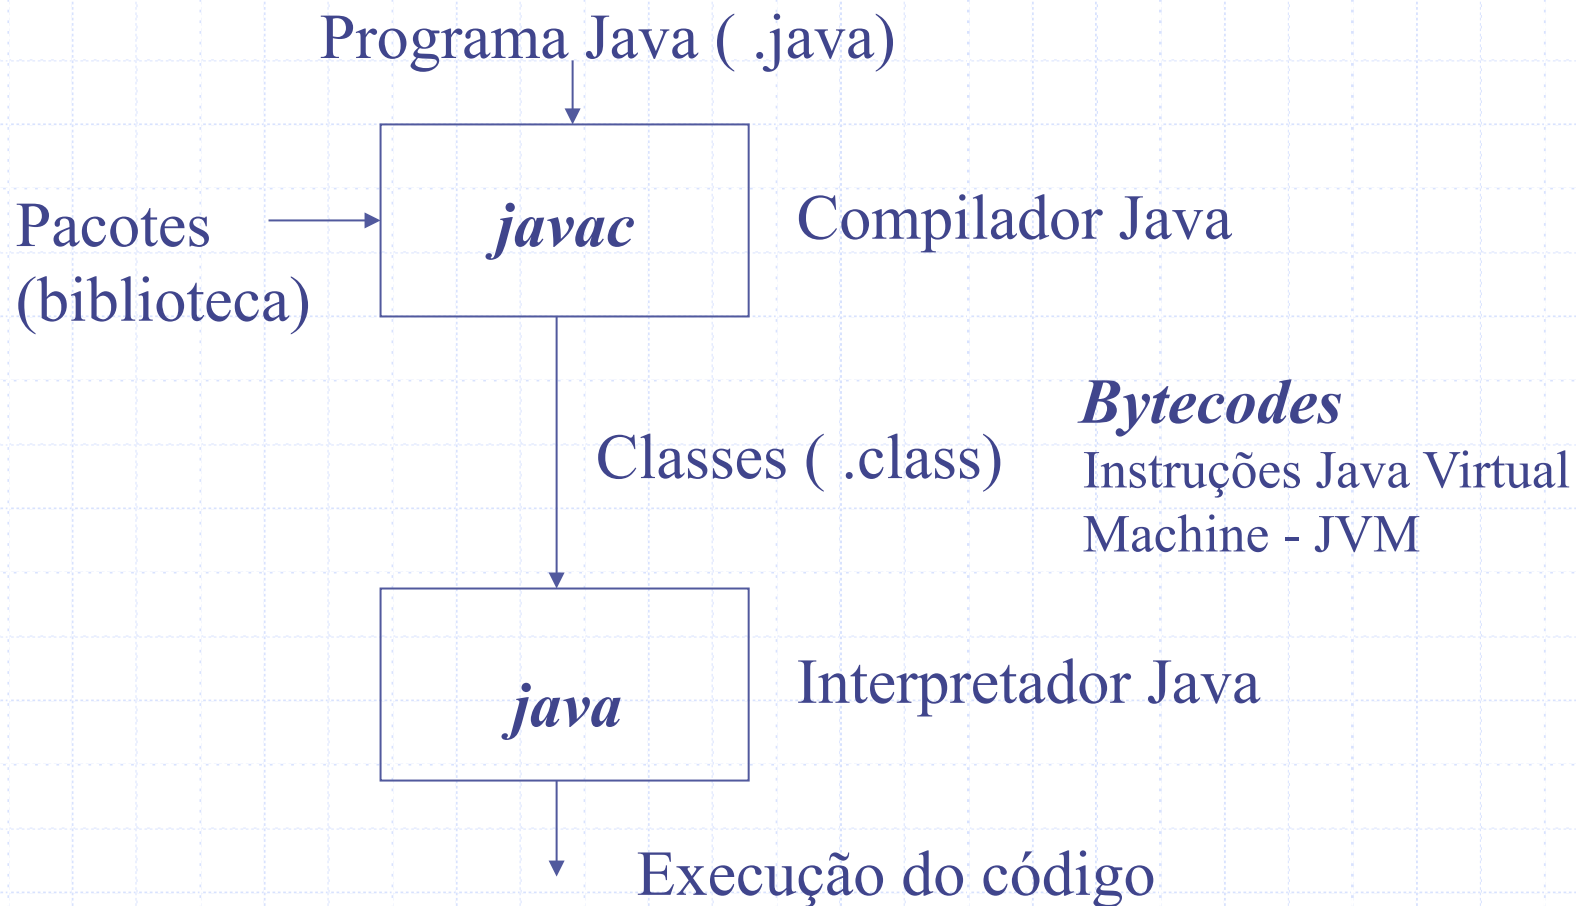 Programa Java ( .java)
javac
Compilador Java
Pacotes
(biblioteca)
Classes ( .class)
Bytecodes
Instruções Java Virtual
Machine - JVM
java
Interpretador Java
Execução do código